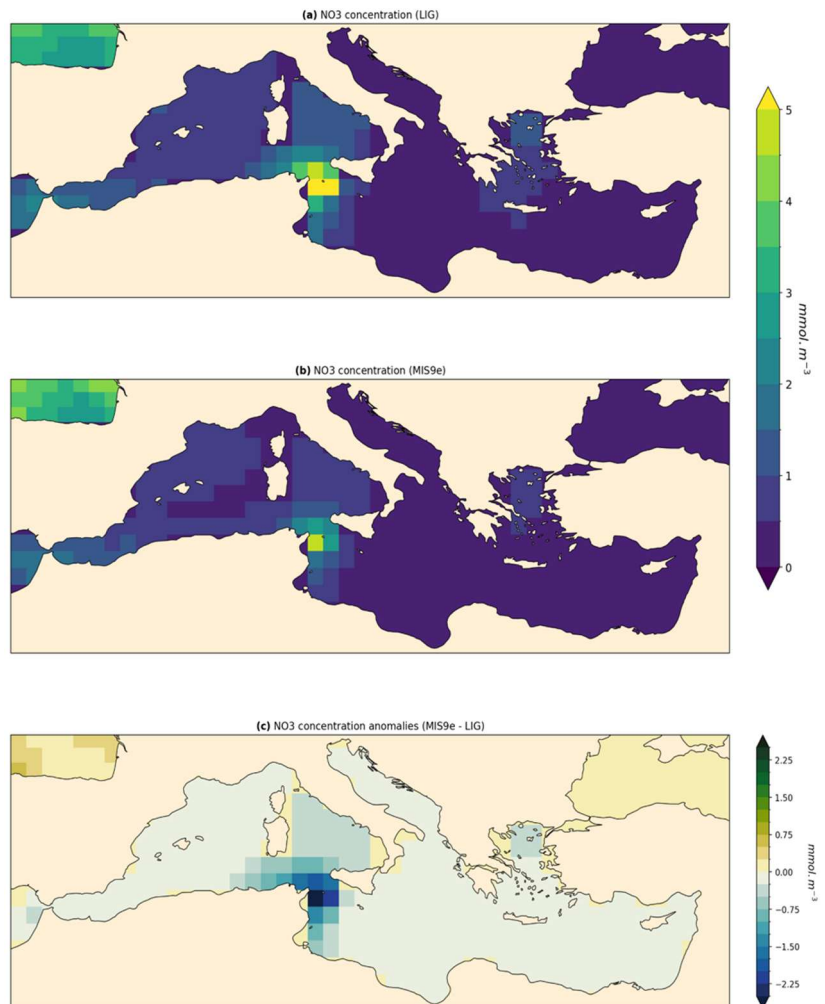 (a) NO3 concentration (LIG)
5
4
3
2
1
0
mmol.m⁻³
(b) NO3 concentration (MIS9e)
(c) NO3 concentration anomalies (MIS9e - LIG)
2.25
1.50
0.75
0.00
-0.75
-1.50
-2.25
mmol.m⁻³